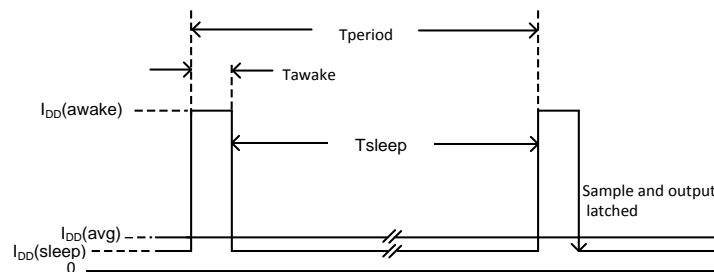 Tperiod
Tawake
IDD(awake)
Tsleep
Sample and output
latched
IDD(avg)
IDD(sleep)
0